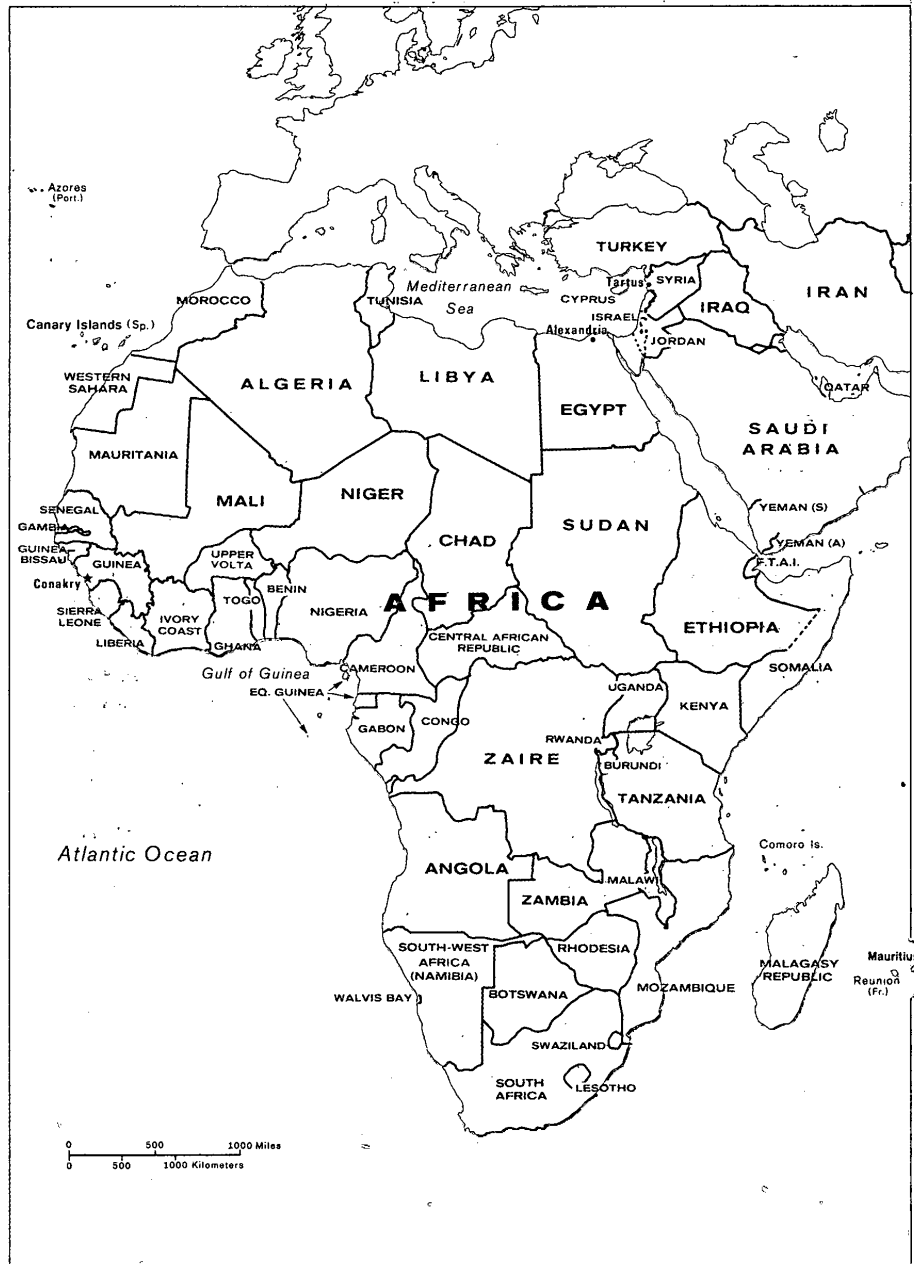 Azores
(Port.)
TURKEY
Tartus
SYRIA
Mediterranean
Sea
CYPRUS
IRAQ
IRAN
MOROCCO
TUNISIA
ISRAEL
Canary Islands (Sp.)
Alexandria
JORDAN
WESTERN
SAHARA
ALGERIA
LIBYA
EGYPT
QATAR
SAUDI
ARABIA
MAURITANIA
MALI
NIGER
CHAD
SUDAN
YEMAN (S)
SENEGAL
GAMBIA
GUINEA-
BISSAU
GUINEA
UPPER
VOLTA
YEMAN (A)
F.T.A.I.
Conakry
BENIN
TOGO
NIGERIA
AFRICA
SIERRA
LEONE
IVORY
COAST
ETHIOPIA
LIBERIA
GHANA
CENTRAL AFRICAN
REPUBLIC
Gulf of Guinea
CAMEROON
SOMALIA
EQ. GUINEA
UGANDA
KENYA
GABON
CONGO
RWANDA
ZAIRE
BURUNDI
TANZANIA
Atlantic Ocean
Comoro Is.
ANGOLA
MALAWI
ZAMBIA
SOUTH-WEST
AFRICA
(NAMIBIA)
RHODESIA
MALAGASY
REPUBLIC
Mauritius
Reunion
(Fr.)
WALVIS BAY
BOTSWANA
MOZAMBIQUE
SWAZILAND
SOUTH
AFRICA
LESOTHO
0 500 1000 Miles
0 500 1000 Kilometers